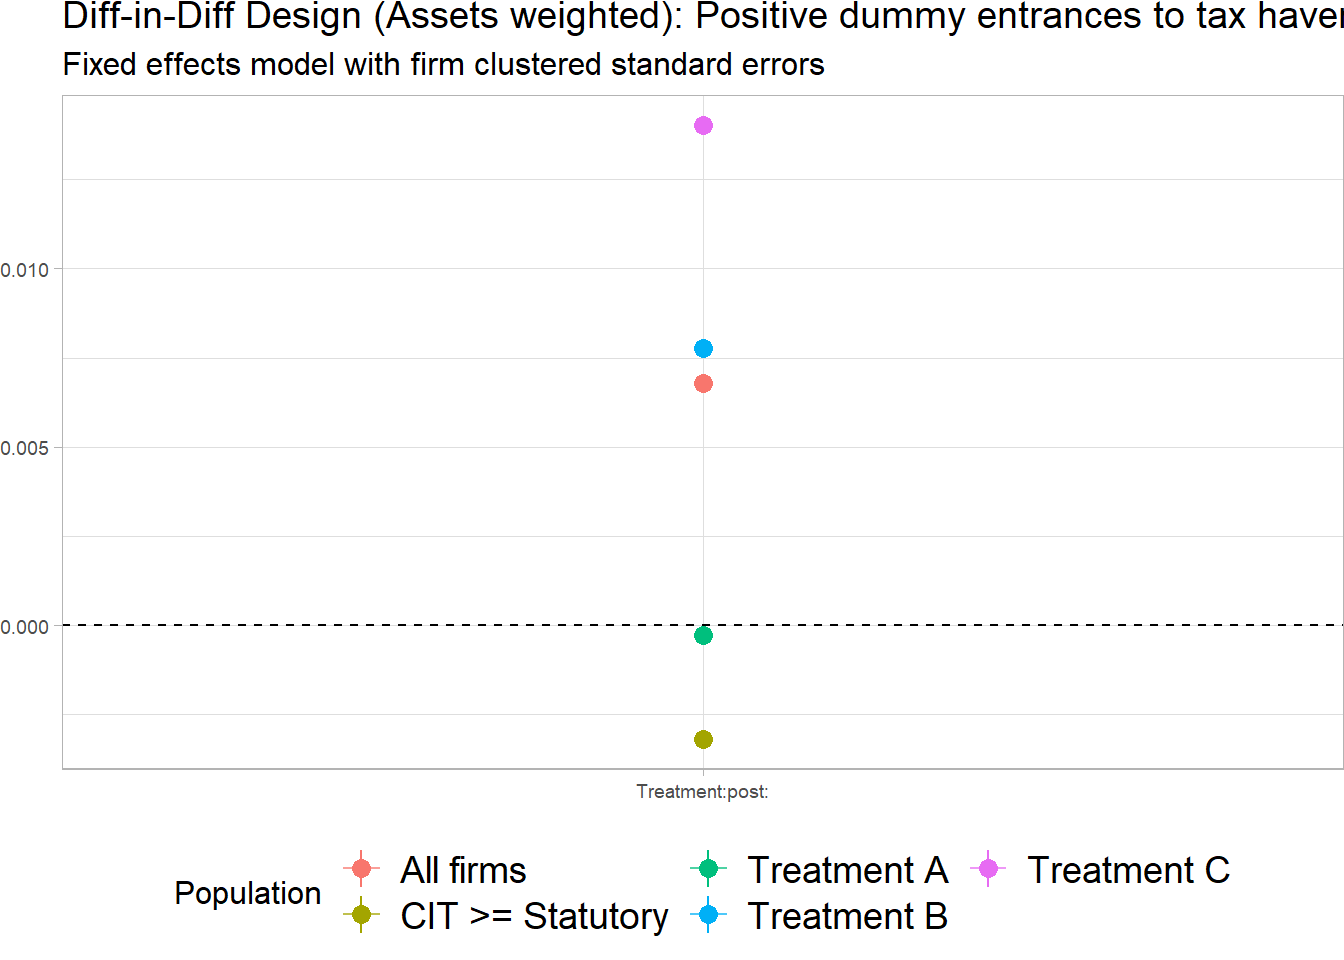 Diff-in-Diff Design (Assets weighted): Positive dummy entrances to tax
Fixed effects model with firm clustered standard errors
0.010
0.005
0.000
Treatment:post:
Population
All firms
CIT >= Statutory
Treatment A
Treatment B
Treatment C